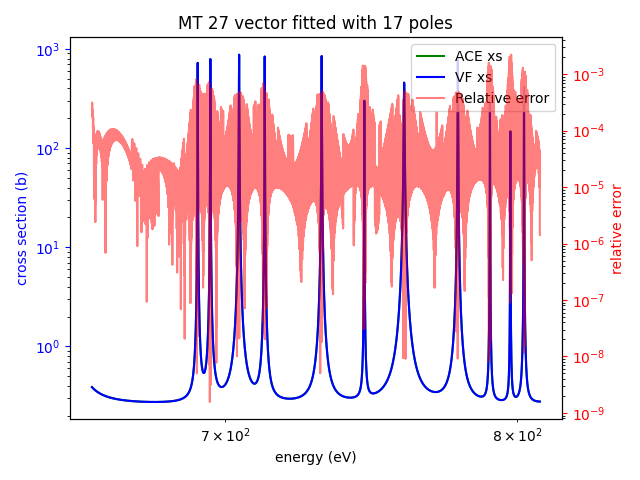 MT 27 vector fitted with 17 poles
ACE xs
VF xs
Relative error
cross section (b)
10³
10²
10¹
10⁰
10⁻³
10⁻⁴
10⁻⁵
10⁻⁶
10⁻⁷
10⁻⁸
10⁻⁹
relative error
7 × 10² 8 × 10²
energy (eV)